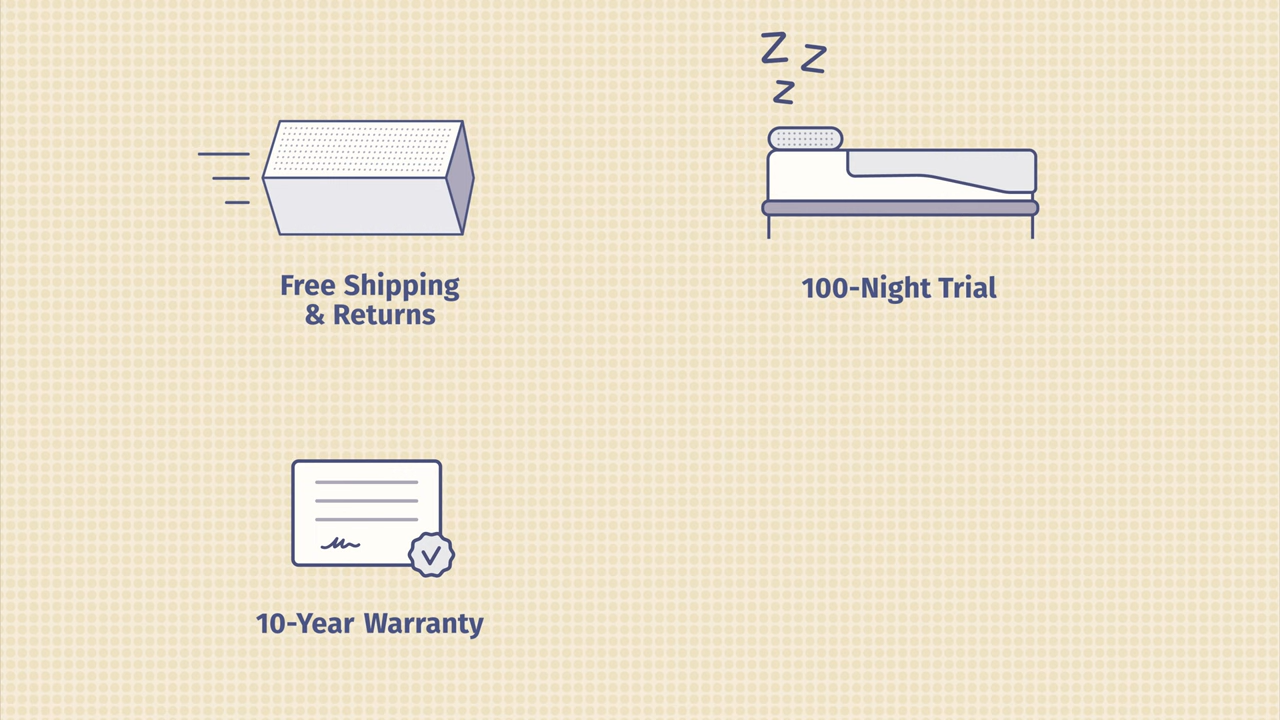 Z Z
z
Free Shipping
& Returns
100-Night Trial
10-Year Warranty